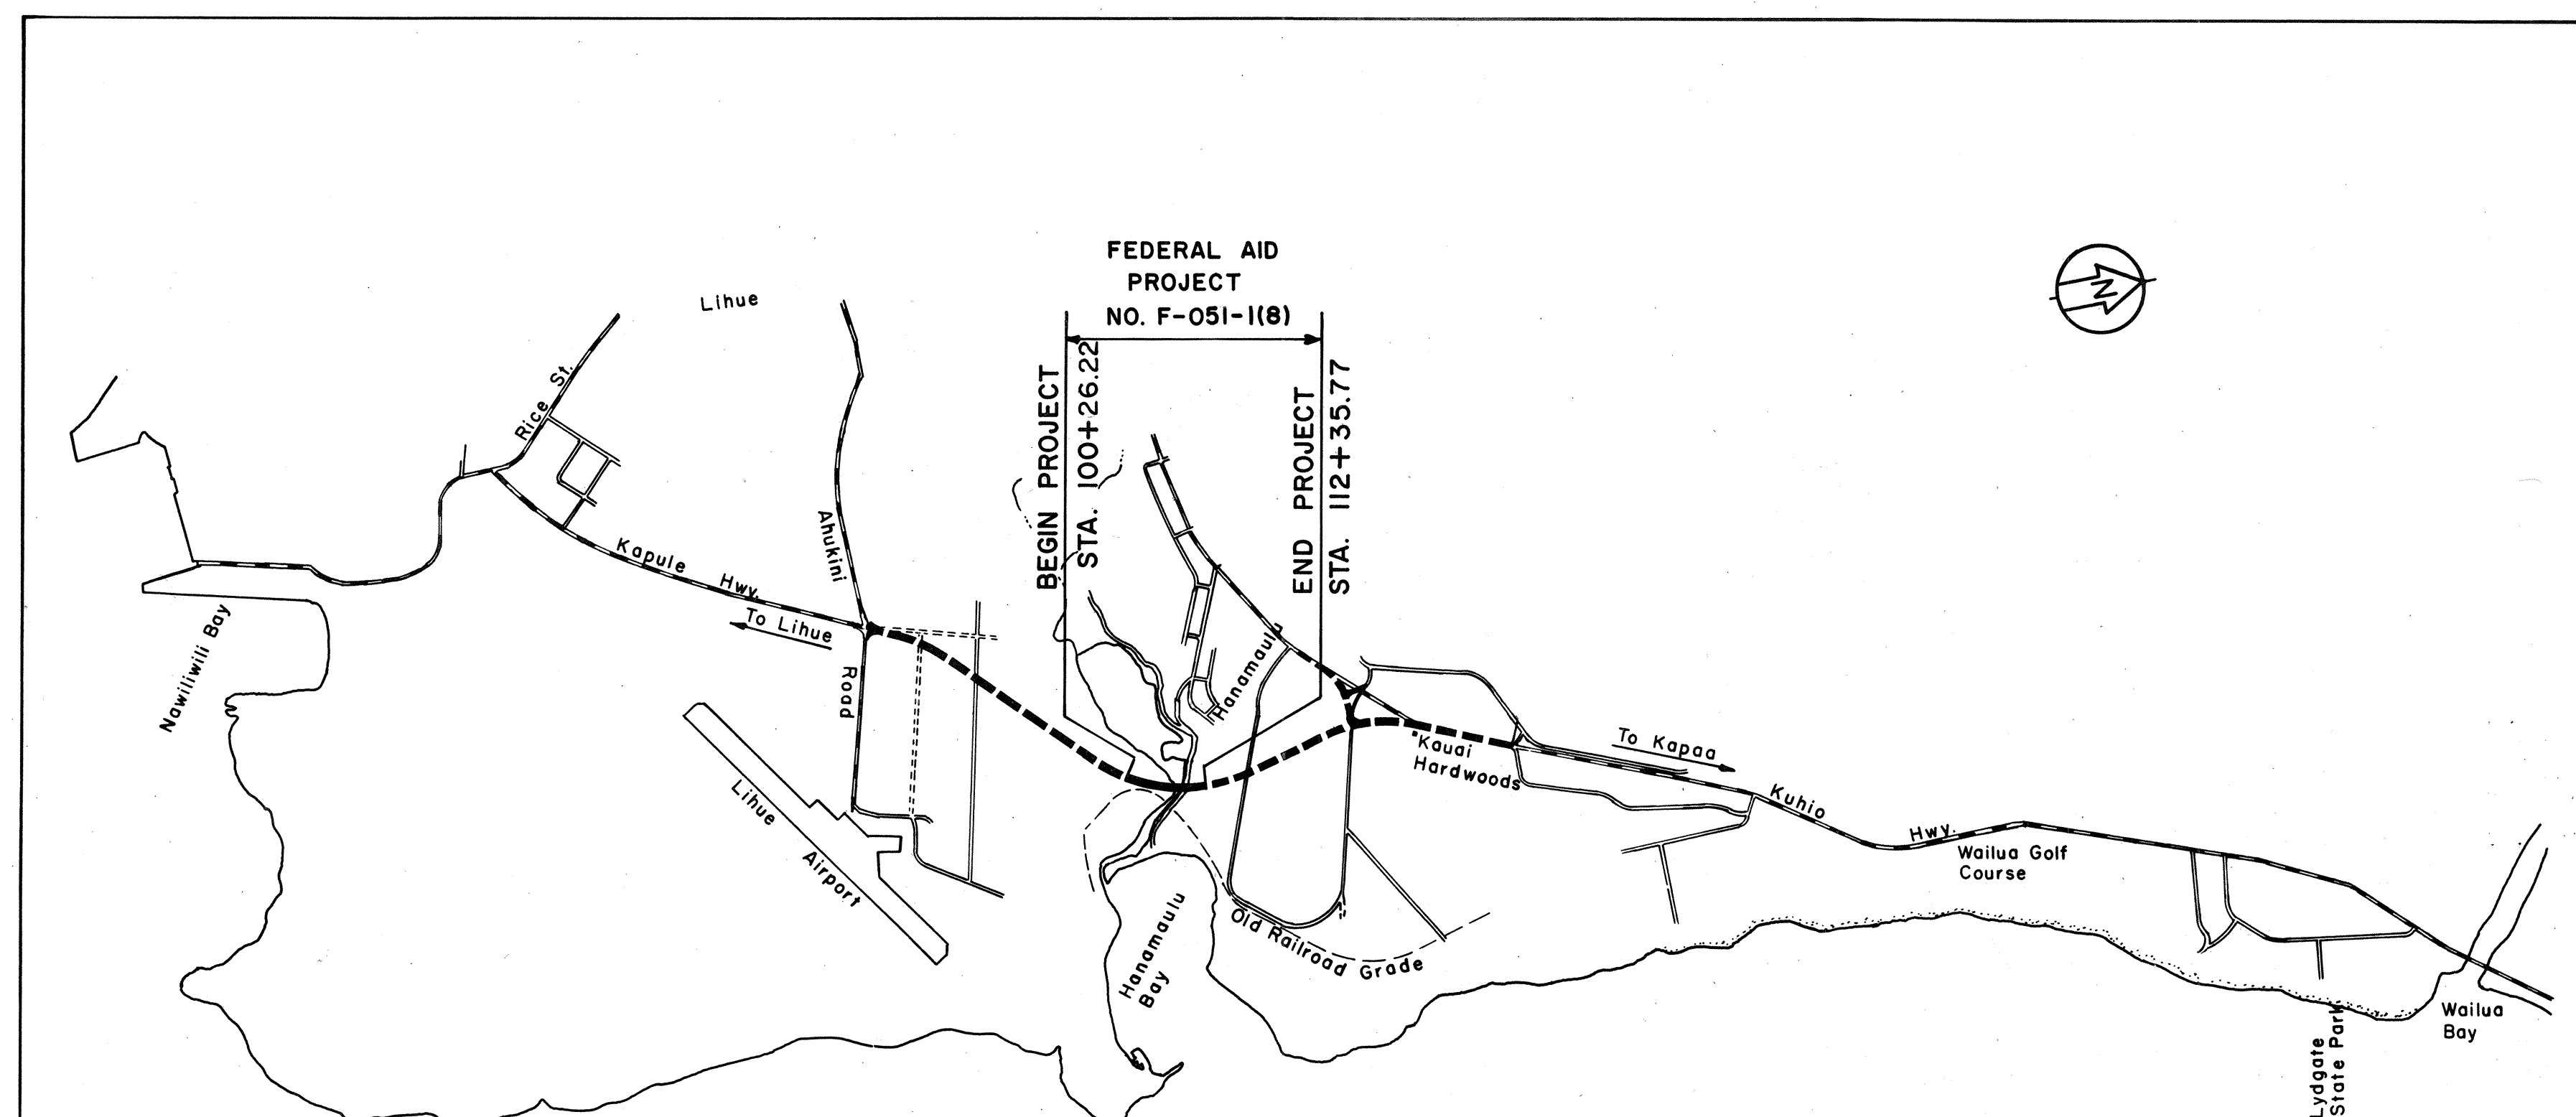 FEDERAL AID
PROJECT
NO. F-051-1(8)
BEGIN PROJECT
STA. 100+26.22
END PROJECT
STA. 112+35.77
N
Lihue
Rice St.
Ahukini
Road
Kapule Hwy.
To Lihue
Nawiliwili Bay
Lihue Airport
Hanamaulu
Hanamaulu
Bay
Old Railroad Grade
Kauai
Hardwoods
To Kapaa
Kuhio Hwy.
Wailua Golf
Course
Lydgate
State Park
Wailua
Bay